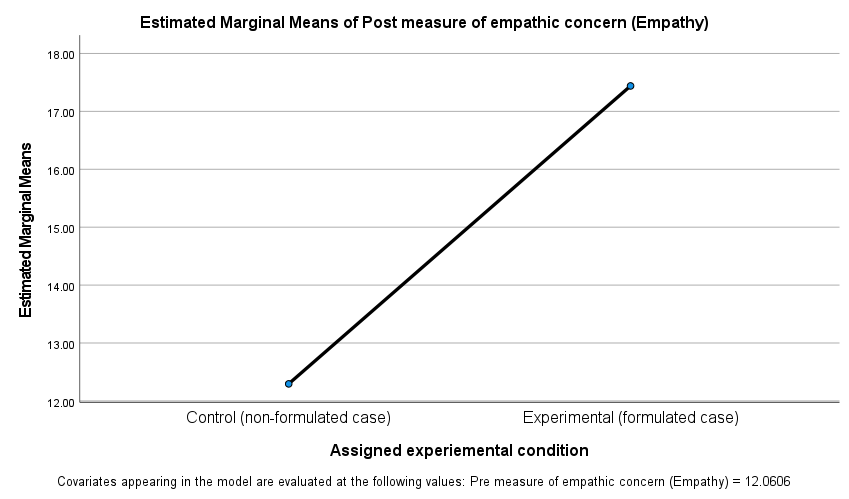 Estimated Marginal Means of Post measure of empathic concern (Empathy)
Estimated Marginal Means
18.00
17.00
16.00
15.00
14.00
13.00
12.00
Control (non-formulated case)
Experimental (formulated case)
Assigned experiemental condition
Covariates appearing in the model are evaluated at the following values: Pre measure of empathic concern (Empathy) = 12.0606